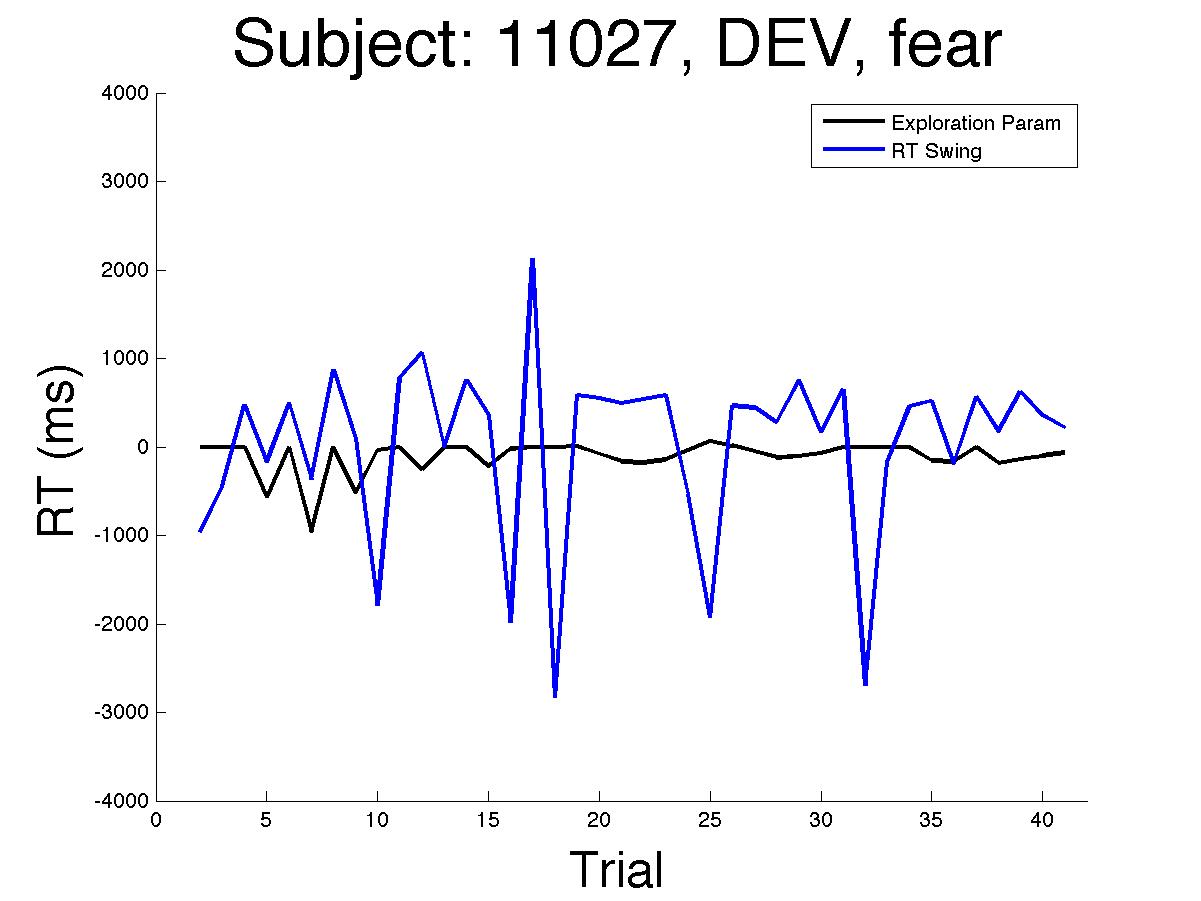 Subject: 11027, DEV, fear
4000
3000
2000
1000
0
-1000
-2000
-3000
-4000
RT (ms)
Exploration Param
RT Swing
0 5 10 15 20 25 30 35 40
Trial